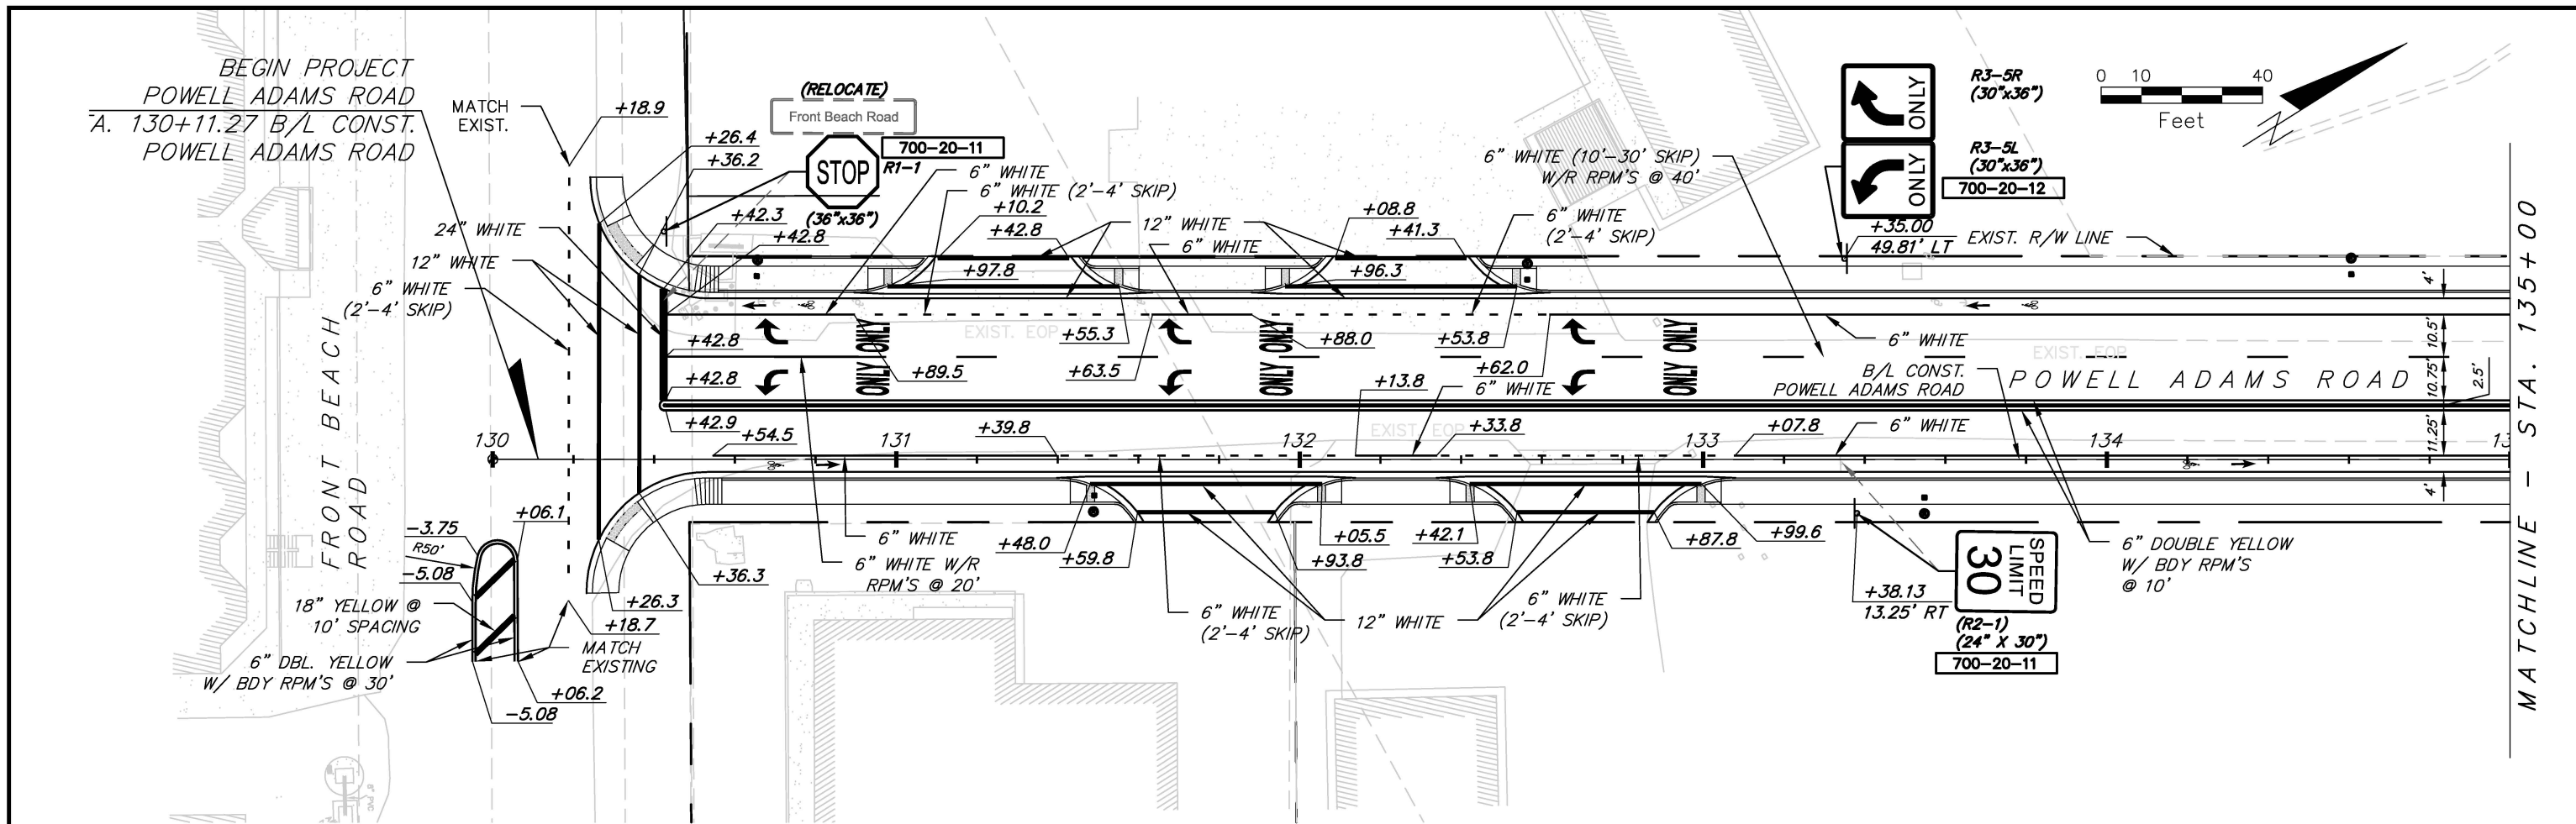 BEGIN PROJECT
POWELL ADAMS ROAD
A. 130+11.27 B/L CONST.
POWELL ADAMS ROAD
MATCH
EXIST.
+18.9
+26.4
+36.2
(RELOCATE)
Front Beach Road
STOP
700-20-11
R1-1
(36"x36")
6" WHITE
6" WHITE (2'-4' SKIP)
+10.2
+42.8
12" WHITE
6" WHITE
+08.8
+41.3
6" WHITE
(2'-4' SKIP)
6" WHITE (10'-30' SKIP)
W/R RPM'S @ 40'
ONLY
R3-5R
(30"x36")
ONLY
R3-5L
(30"x36")
700-20-12
+35.00
49.81' LT
EXIST. R/W LINE
0 10 40
Feet
24" WHITE
12" WHITE
6" WHITE
(2'-4' SKIP)
+42.3
+42.8
+97.8
+96.3
FRONT BEACH
ROAD
+42.8
+42.8
+42.9
EXIST. EOP
ONLY ONLY
ONLY ONLY
ONLY ONLY
+55.3
+88.0
+53.8
+89.5
+63.5
+62.0
+13.8
6" WHITE
6" WHITE
EXIST. EOP
B/L CONST.
POWELL ADAMS ROAD
POWELL ADAMS ROAD
4'
10.5'
10.75'
2.5'
11.25'
4'
MATCHLINE - STA. 135+00
130
+54.5
131
+39.8
EXIST. EOP
132
+33.8
133
+07.8
6" WHITE
134
13
-3.75
R50'
-5.08
+06.1
18" YELLOW @
10' SPACING
6" DBL. YELLOW
W/ BDY RPM'S @ 30'
+36.3
+26.3
+18.7
MATCH
EXISTING
+06.2
-5.08
6" WHITE
6" WHITE W/R
RPM'S @ 20'
+48.0
+59.8
+05.5
+93.8
+42.1
+53.8
+99.6
+87.8
6" WHITE
(2'-4' SKIP)
12" WHITE
6" WHITE
(2'-4' SKIP)
+38.13
13.25' RT
SPEED
LIMIT
30
(R2-1)
(24" X 30")
700-20-11
6" DOUBLE YELLOW
W/ BDY RPM'S
@ 10'
8" PVC